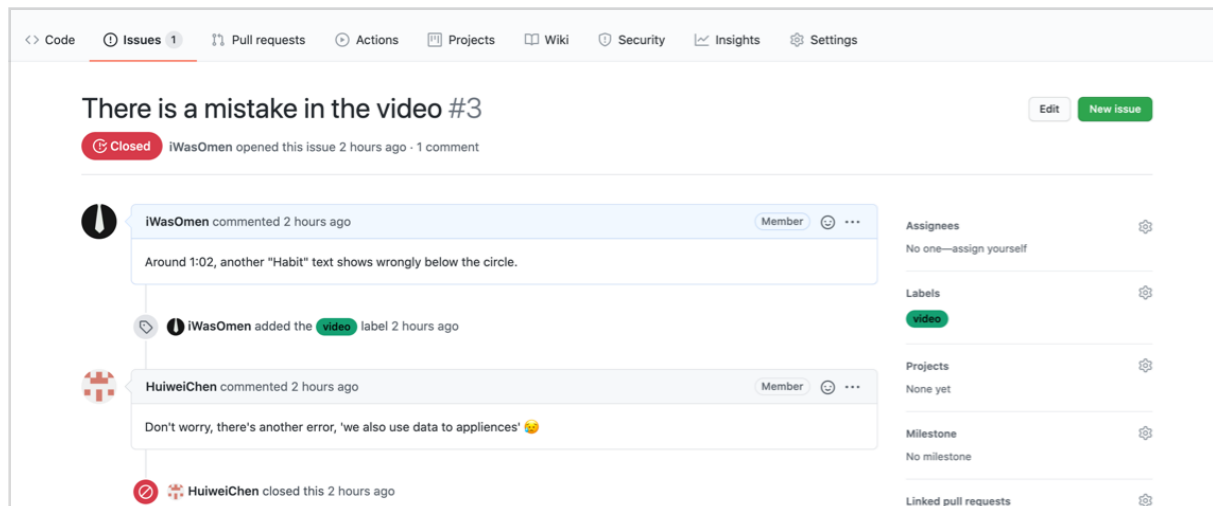 Code Issues 1 Pull requests Actions Projects Wiki Security Insights Settings
There is a mistake in the video #3
Edit New issue
Closed iWasOmen opened this issue 2 hours ago · 1 comment
iWasOmen commented 2 hours ago Member
Around 1:02, another "Habit" text shows wrongly below the circle.
iWasOmen added the video label 2 hours ago
HuiweiChen commented 2 hours ago Member
Don't worry, there's another error, 'we also use data to appliences' 😥
HuiweiChen closed this 2 hours ago
Assignees
No one—assign yourself
Labels
video
Projects
None yet
Milestone
No milestone
Linked pull requests